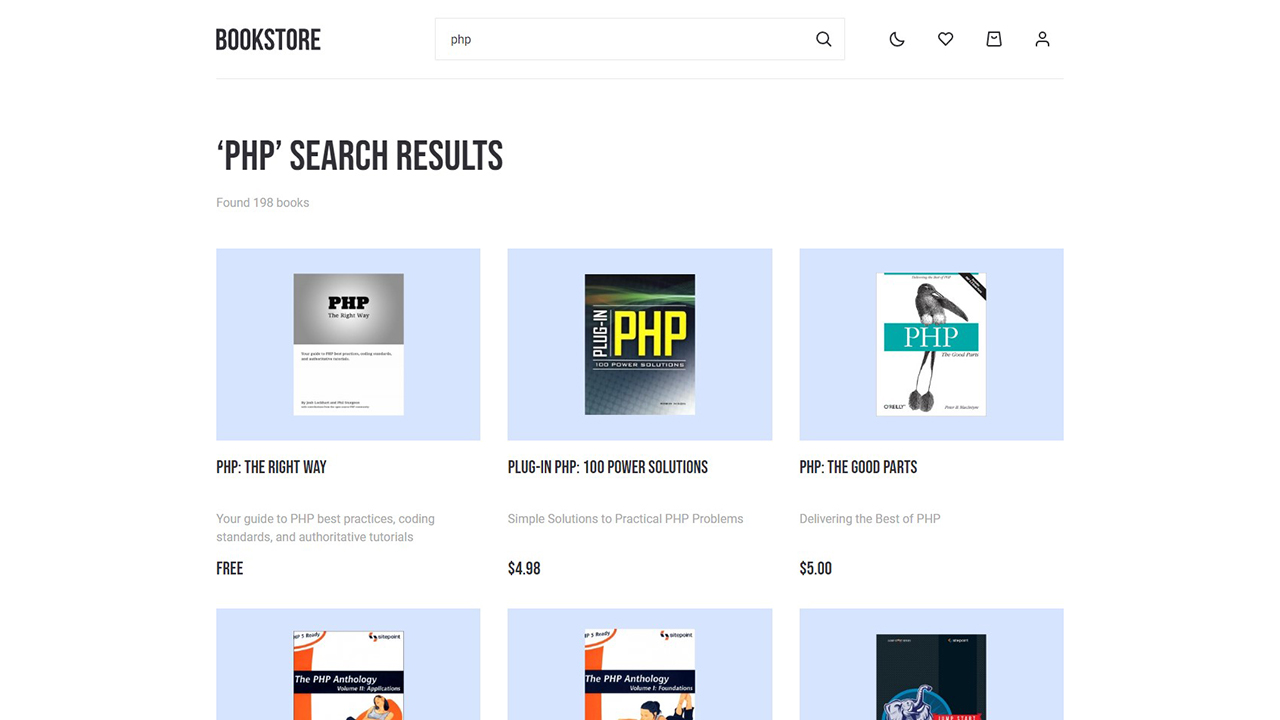 BOOKSTORE
php
‘PHP’ SEARCH RESULTS
Found 198 books
PHP
The Right Way
Your guide to PHP best practices, coding standards,
and authoritative tutorials.
By Josh Lockhart and Phil Sturgeon
PLUG-IN
PHP
100 POWER SOLUTIONS
Delivering the Best of PHP
PHP
The Good Parts
O'REILLY
Peter B. MacIntyre
PHP: THE RIGHT WAY
PLUG-IN PHP: 100 POWER SOLUTIONS
PHP: THE GOOD PARTS
Your guide to PHP best practices, coding
standards, and authoritative tutorials
Simple Solutions to Practical PHP Problems
Delivering the Best of PHP
FREE
$4.98
$5.00
PHP 5 Ready
sitepoint
The PHP Anthology
Volume II: Applications
PHP 5 Ready
sitepoint
The PHP Anthology
Volume I: Foundations
sitepoint
JUMP START